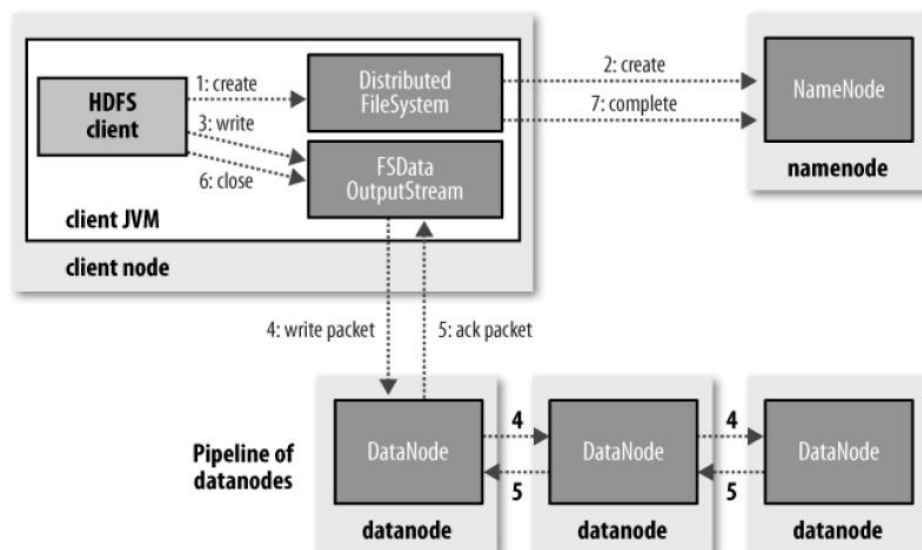 HDFS
client
1: create
3: write
6: close
Distributed
FileSystem
FSData
OutputStream
client JVM
client node
2: create
7: complete
NameNode
namenode
4: write packet
5: ack packet
Pipeline of
datanodes
DataNode
4
5
DataNode
4
5
DataNode
datanode
datanode
datanode